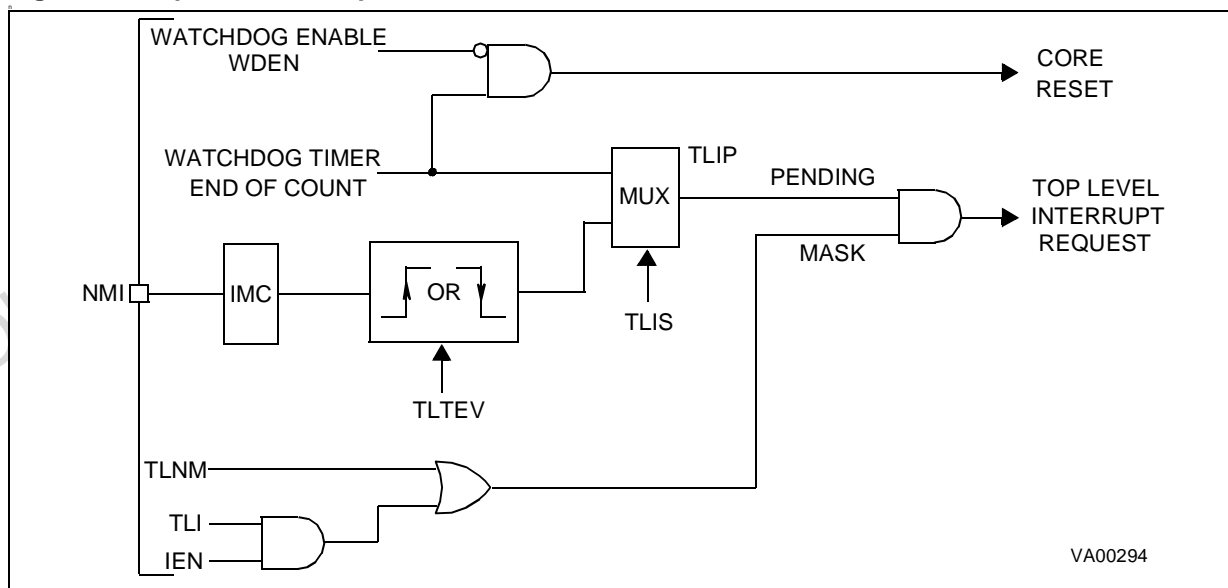 WATCHDOG ENABLE
WDEN
CORE
RESET
WATCHDOG TIMER
END OF COUNT
TLIP
MUX
PENDING
MASK
TOP LEVEL
INTERRUPT
REQUEST
NMI
IMC
OR
TLIS
TLTEV
TLNM
TLI
IEN
VA00294